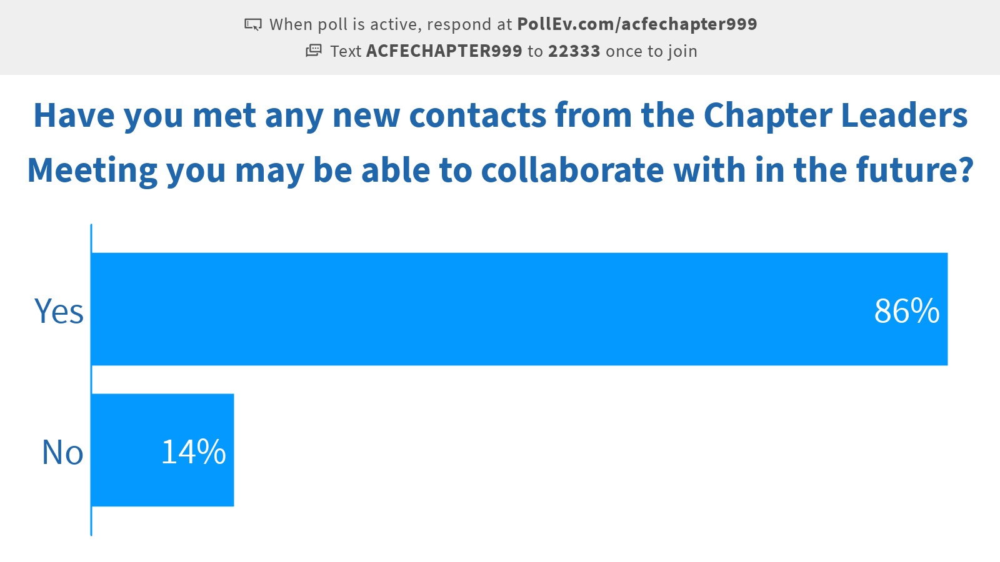 When poll is active, respond at PollEv.com/acfechapter999
Text ACFECHAPTER999 to 22333 once to join
Have you met any new contacts from the Chapter Leaders
Meeting you may be able to collaborate with in the future?
Yes
86%
No
14%